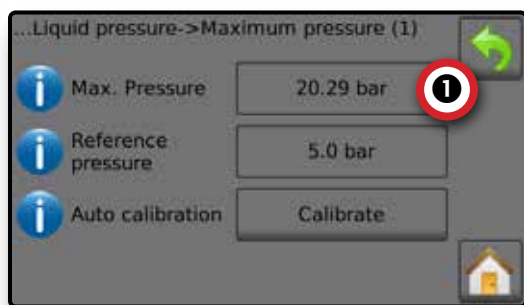 ...Liquid pressure->Maximum pressure (1)
Max. Pressure 20.29 bar 1
Reference
pressure 5.0 bar
Auto calibration Calibrate